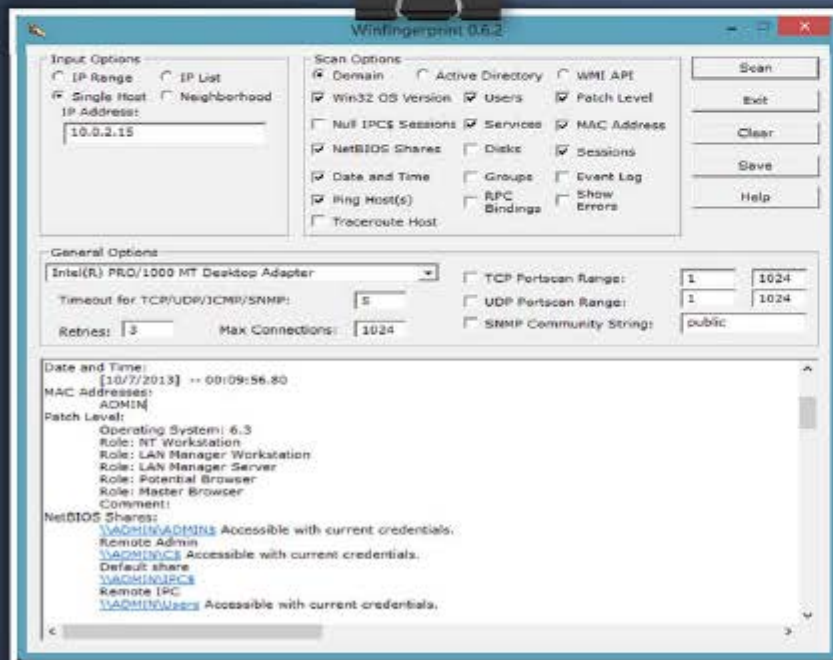 Winfingerprint 0.6.2
Input Options
IP Range IP List
Single Host Neighborhood
IP Address:
10.0.2.15
Scan Options
Domain Active Directory WMI API
Win32 OS Version Users Patch Level
Null IPC$ Sessions Services MAC Address
NetBIOS Shares Disks Sessions
Date and Time Groups Event Log
Ping Host(s) RPC Bindings Show Errors
Traceroute Host
Scan
Exit
Clear
Save
Help
General Options
Intel(R) PRO/1000 MT Desktop Adapter
Timeout for TCP/UDP/ICMP/SNMP: 5
Retries: 3 Max Connections: 1024
TCP Portscan Range: 1 1024
UDP Portscan Range: 1 1024
SNMP Community String: public
Date and Time:
[10/7/2013] -- 00:09:56.80
MAC Addresses:
ADMIN
Patch Level:
Operating System: 6.3
Role: NT Workstation
Role: LAN Manager Workstation
Role: LAN Manager Server
Role: Potential Browser
Role: Master Browser
Comment:
NetBIOS Shares:
\\ADMIN\ADMIN$ Accessible with current credentials.
Remote Admin
\\ADMIN\C$ Accessible with current credentials.
Default share
\\ADMIN\IPC$
Remote IPC
\\ADMIN\Users Accessible with current credentials.